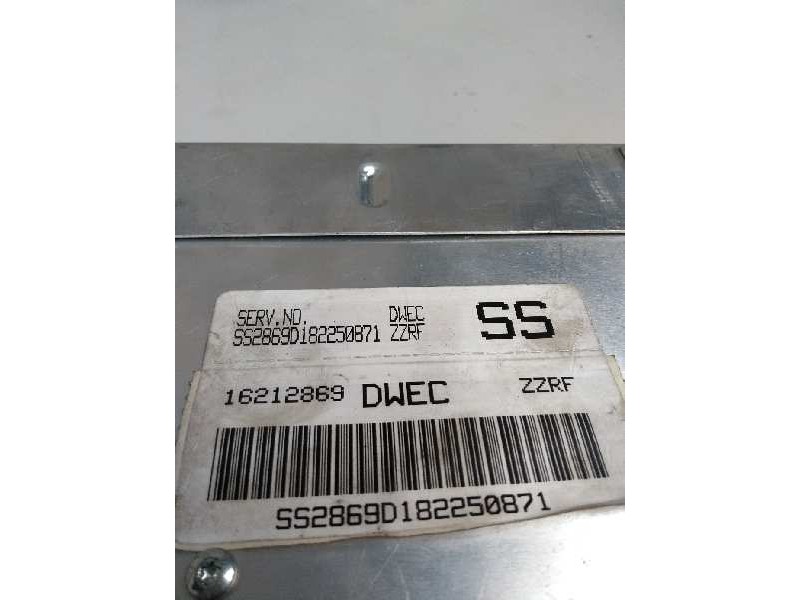 SERV.NO. DWEC SS
SS2869D182250871 ZZRF
16212869 DWEC ZZRF
SS2869D182250871